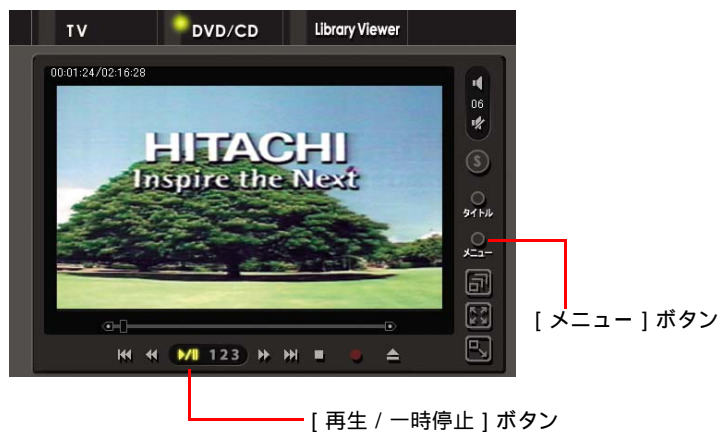 TV
DVD/CD
Library Viewer
00:01:24/02:16:28
06
HITACHI
Inspire the Next
S
タイトル
メニュー
[ メニュー ] ボタン
123
[ 再生 / 一時停止 ] ボタン